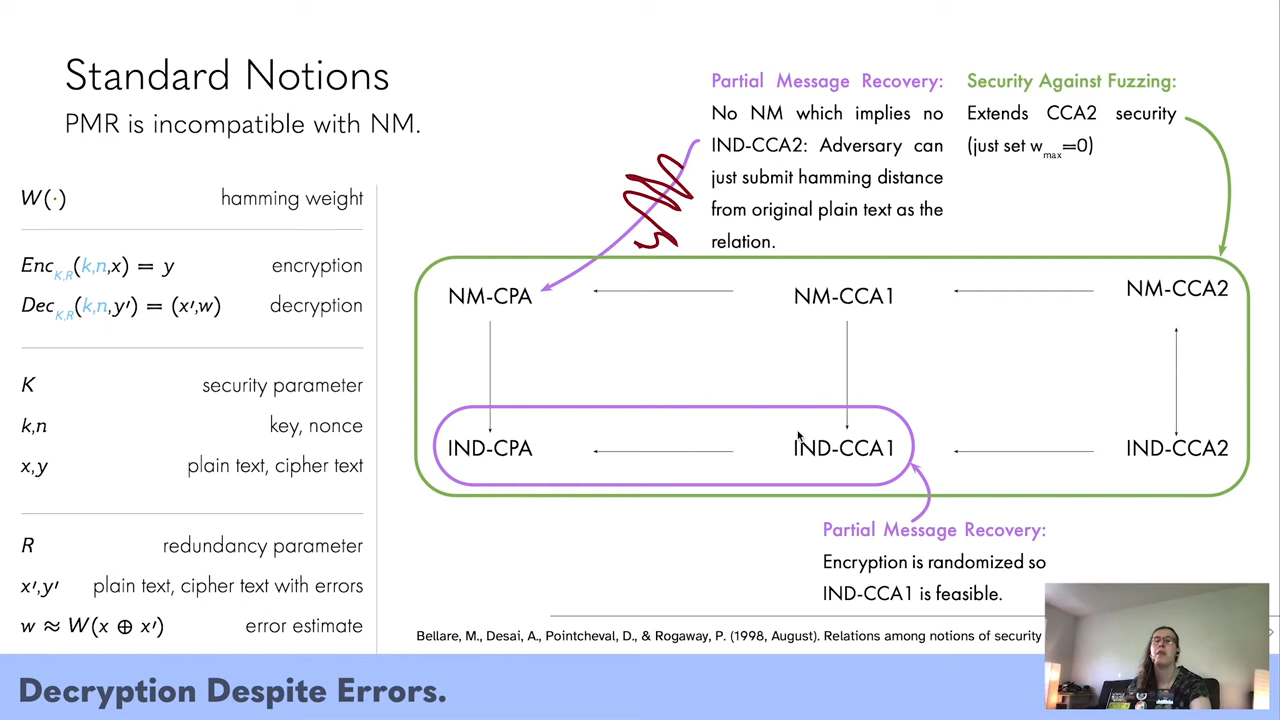 Standard Notions
PMR is incompatible with NM.
W(·) hamming weight
Enc_{K,R}(k,n,x) = y encryption
Dec_{K,R}(k,n,y′) = (x′,w) decryption
K security parameter
k,n key, nonce
x,y plain text, cipher text
R redundancy parameter
x′,y′ plain text, cipher text with errors
w ≈ W(x ⊕ x′) error estimate
Partial Message Recovery:
No NM which implies no
IND-CCA2: Adversary can
just submit hamming distance
from original plain text as the
relation.
Security Against Fuzzing:
Extends CCA2 security
(just set w_{max}=0)
NM-CPA NM-CCA1 NM-CCA2
IND-CPA IND-CCA1 IND-CCA2
Partial Message Recovery:
Encryption is randomized so
IND-CCA1 is feasible.
Bellare, M., Desai, A., Pointcheval, D., & Rogaway, P. (1998, August). Relations among notions of security
Decryption Despite Errors.